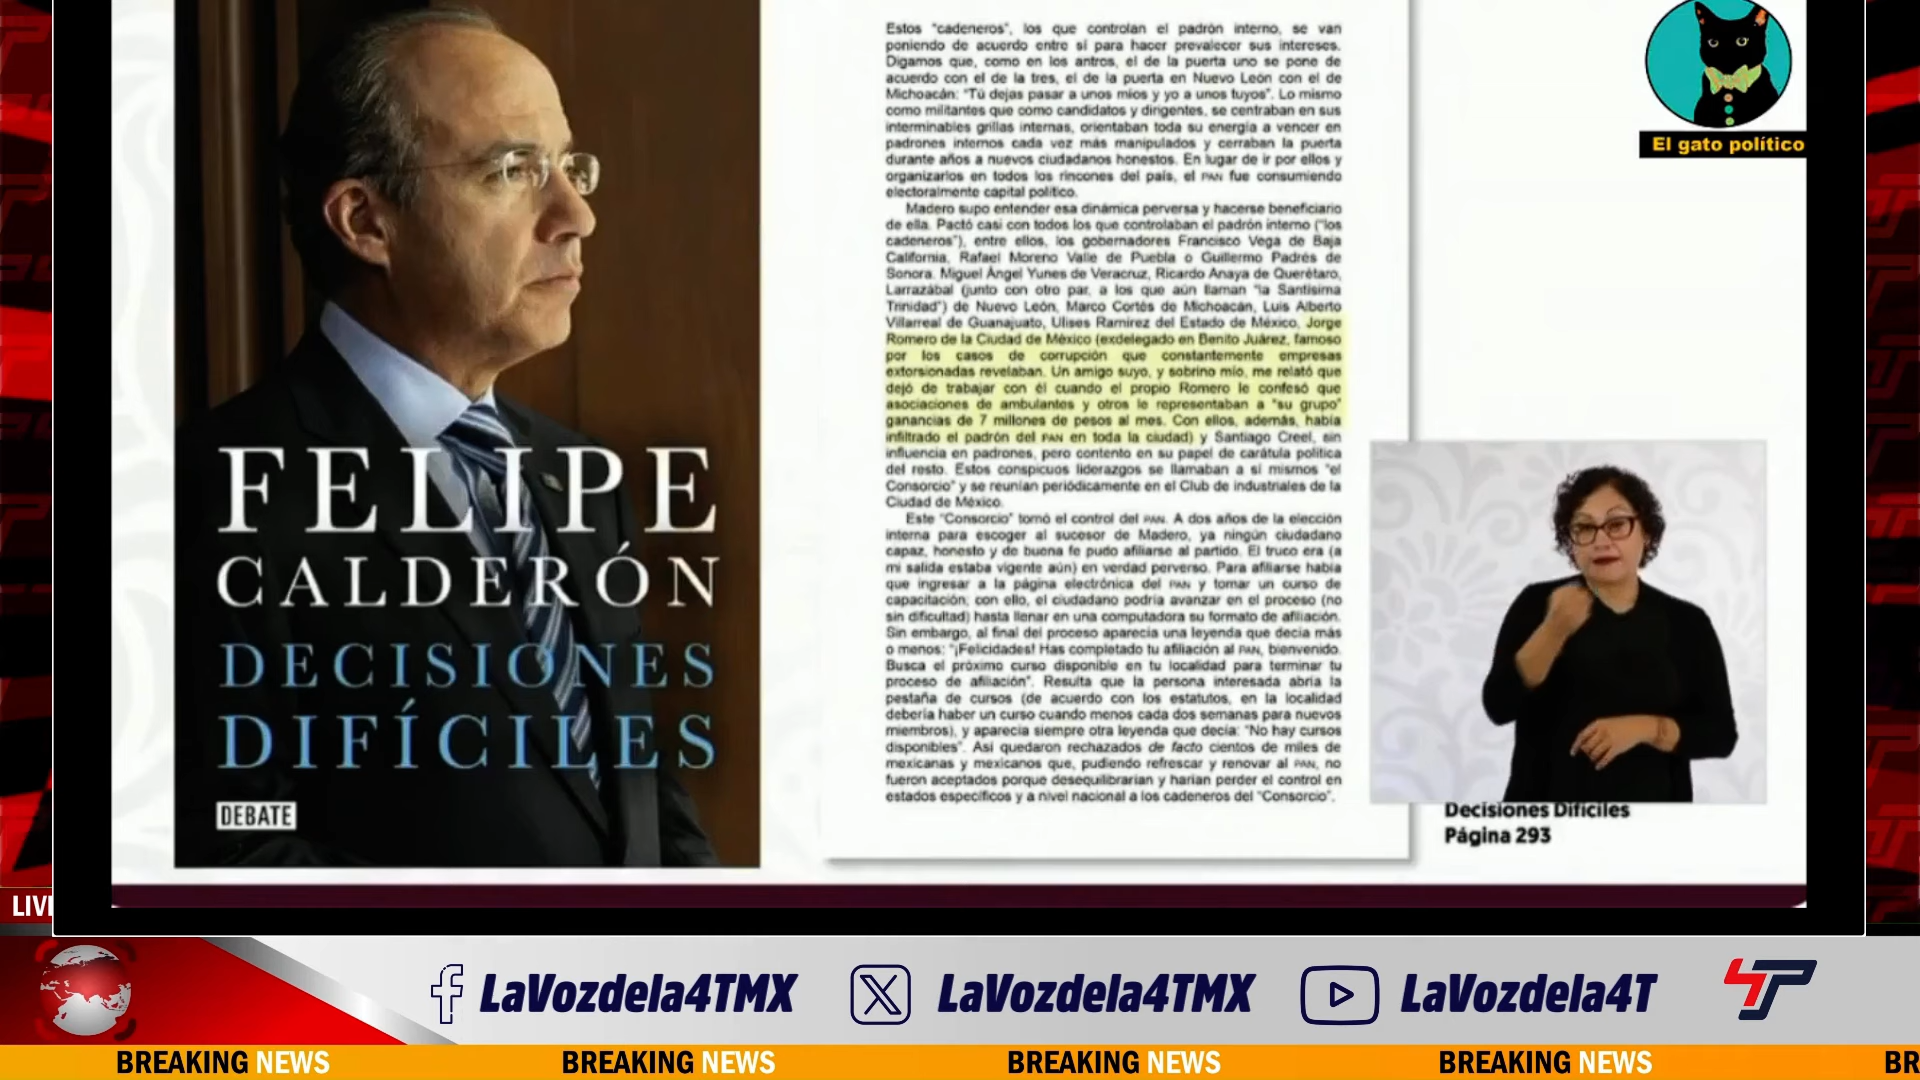 Estos "cadeneros", los que controlan el padrón interno, se van
poniendo de acuerdo entre sí para hacer prevalecer sus intereses.
Digamos que, como en los antros, el de la puerta uno se pone de
acuerdo con el de la tres, el de la puerta en Nuevo León con el de
Michoacán: "Tú dejas pasar a unos míos y yo a unos tuyos". Lo mismo
como militantes que como candidatos y dirigentes, se centraban en sus
interminables grillas internas, orientaban toda su energía a vencer en
padrones internos cada vez más manipulados y cerraban la puerta
durante años a nuevos ciudadanos honestos. En lugar de ir por ellos y
organizarlos en todos los rincones del país, el PAN fue consumiendo
electoralmente capital político.
Madero supo entender esa dinámica perversa y hacerse beneficiario
de ella. Pactó casi con todos los que controlaban el padrón interno ("los
cadeneros"), entre ellos, los gobernadores Francisco Vega de Baja
California, Rafael Moreno Valle de Puebla o Guillermo Padrés de
Sonora. Miguel Ángel Yunes de Veracruz, Ricardo Anaya de Querétaro,
Larrazábal (junto con otro par, a los que aún llaman "la Santísima
Trinidad") de Nuevo León, Marco Cortés de Michoacán, Luis Alberto
Villarreal de Guanajuato, Ulises Ramírez del Estado de México, Jorge
Romero de la Ciudad de México (exdelegado en Benito Juárez, famoso
por los casos de corrupción que constantemente empresas
extorsionadas revelaban. Un amigo suyo, y sobrino mío, me relató que
dejó de trabajar con él cuando el propio Romero le confesó que
asociaciones de ambulantes y otros le representaban a "su grupo"
ganancias de 7 millones de pesos al mes. Con ellos, además, había
infiltrado el padrón del PAN en toda la ciudad) y Santiago Creel, sin
influencia en padrones, pero contento en su papel de carátula política
del resto. Estos conspicuos liderazgos se llamaban a sí mismos "el
Consorcio" y se reunían periódicamente en el Club de industriales de la
Ciudad de México.
Este "Consorcio" tomó el control del PAN. A dos años de la elección
interna para escoger al sucesor de Madero, ya ningún ciudadano
capaz, honesto y de buena fe pudo afiliarse al partido. El truco era (a
mi salida estaba vigente aún) en verdad perverso. Para afiliarse había
que ingresar a la página electrónica del PAN y tomar un curso de
capacitación; con ello, el ciudadano podría avanzar en el proceso (no
sin dificultad) hasta llenar en una computadora su formato de afiliación.
Sin embargo, al final del proceso aparecía una leyenda que decía más
o menos: "¡Felicidades! Has completado tu afiliación al PAN, bienvenido.
Busca el próximo curso disponible en tu localidad para terminar tu
proceso de afiliación". Resulta que la persona interesada abría la
pestaña de cursos (de acuerdo con los estatutos, en la localidad
debería haber un curso cuando menos cada dos semanas para nuevos
miembros), y aparecía siempre otra leyenda que decía: "No hay cursos
disponibles". Así quedaron rechazados de facto cientos de miles de
mexicanas y mexicanos que, pudiendo refrescar y renovar al PAN, no
fueron aceptados porque desequilibrarían y harían perder el control en
estados específicos y a nivel nacional a los cadeneros del "Consorcio".
El gato político
FELIPE
CALDERÓN
DECISIONES
DIFÍCILES
DEBATE
Decisiones Difíciles
Página 293
LIVE
LaVozdela4TMX
LaVozdela4TMX
LaVozdela4T
4TP
BREAKING NEWS BREAKING NEWS BREAKING NEWS BREAKING NEWS BR